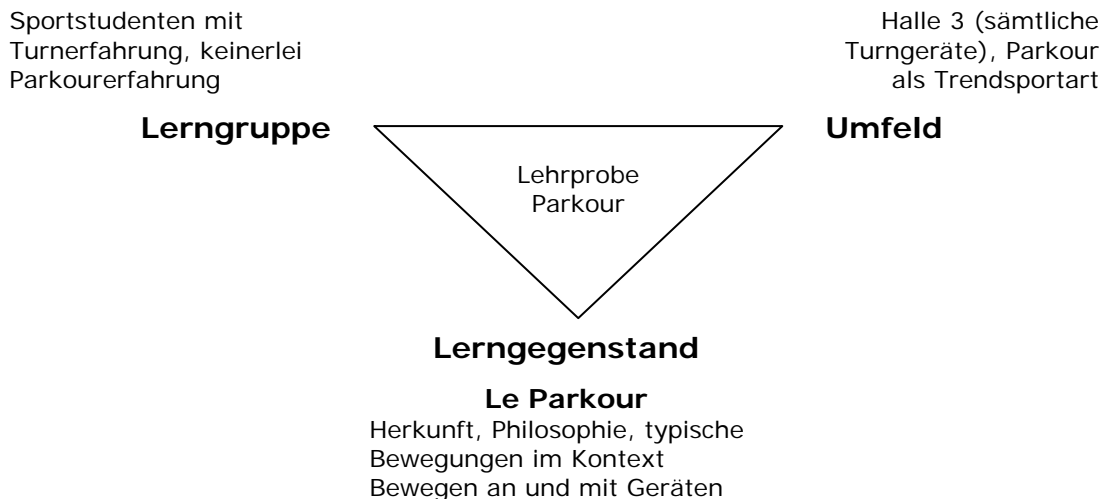 Sportstudenten mit
Turnerfahrung, keinerlei
Parkourerfahrung
Halle 3 (sämtliche
Turngeräte), Parkour
als Trendsportart
Lerngruppe
Umfeld
Lehrprobe
Parkour
Lerngegenstand
Le Parkour
Herkunft, Philosophie, typische
Bewegungen im Kontext
Bewegen an und mit Geräten